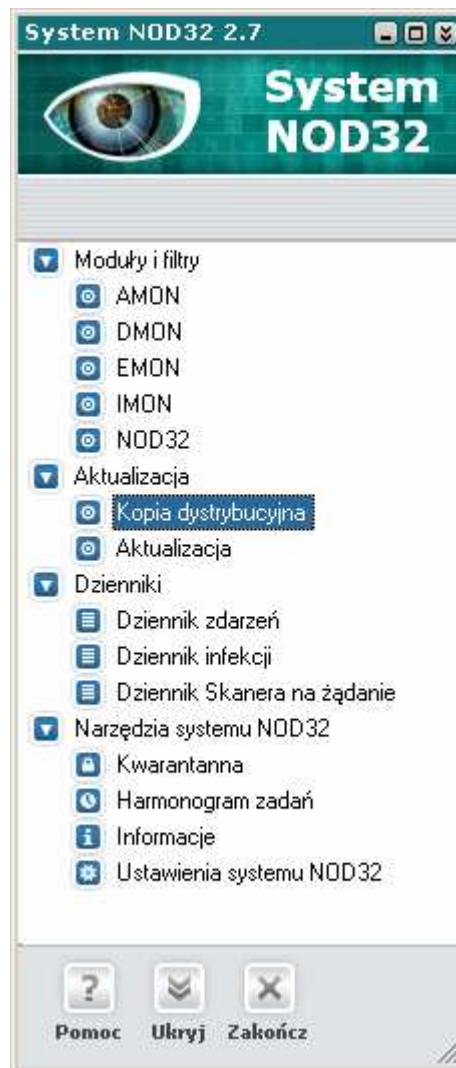 System NOD32 2.7
System
NOD32
Moduły i filtry
AMON
DMON
EMON
IMON
NOD32
Aktualizacja
Kopia dystrybucyjna
Aktualizacja
Dzienniki
Dziennik zdarzeń
Dziennik infekcji
Dziennik Skanera na żądanie
Narzędzia systemu NOD32
Kwarantanna
Harmonogram zadań
Informacje
Ustawienia systemu NOD32
Pomoc Ukryj Zakończ